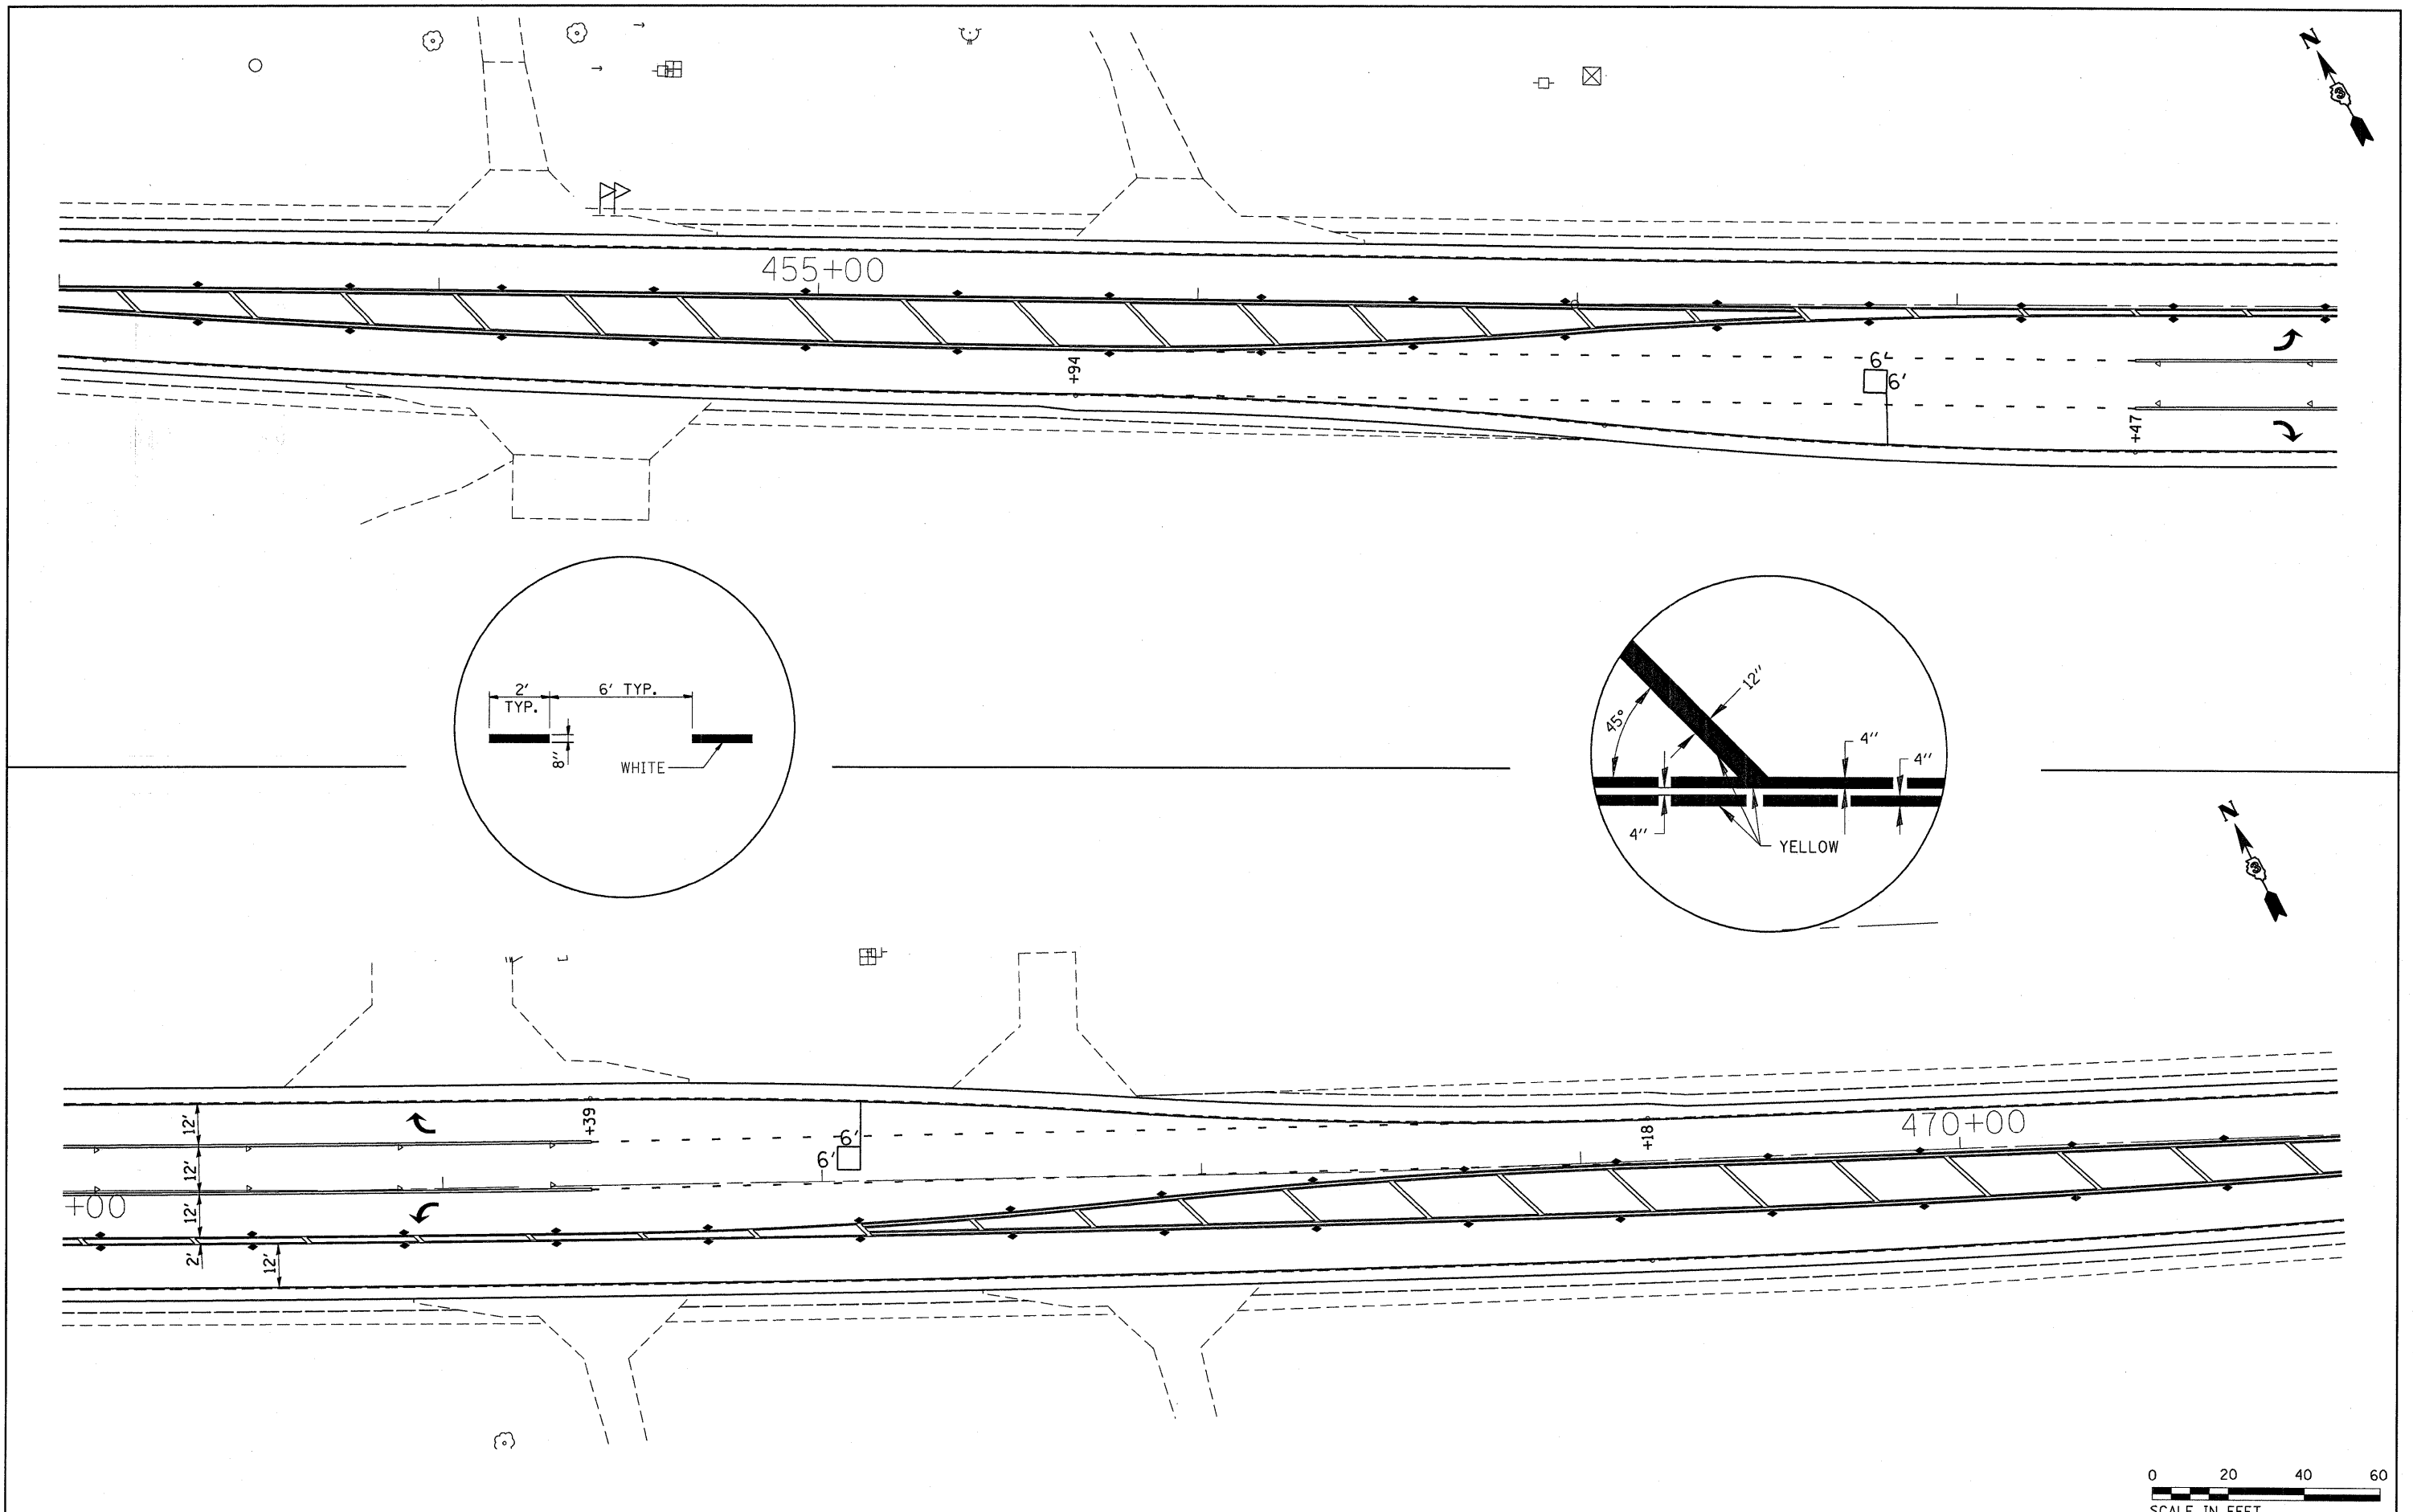 N
455+00
+94
6'
6'
+47
2'
TYP.
6' TYP.
8"
WHITE
45°
12"
4"
4"
4"
YELLOW
N
12'
12'
12'
2'
12'
+00
+39
6'
6'
+18
470+00
0 20 40 60
SCALE IN FEET